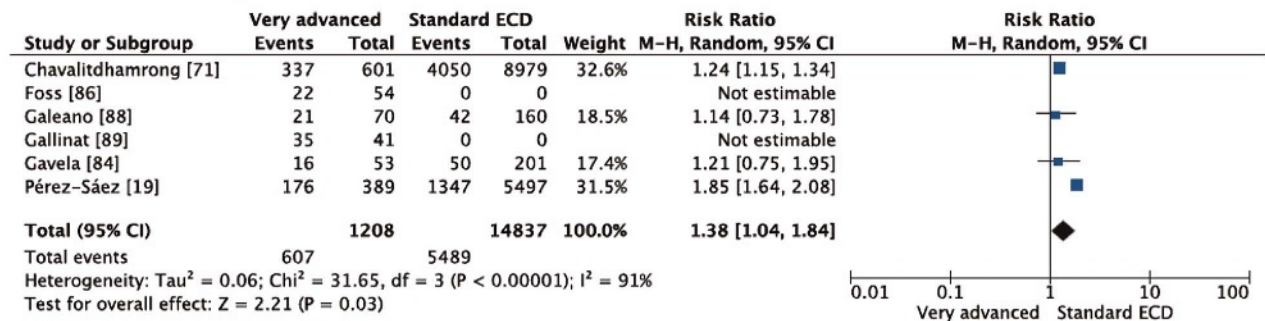 Very advanced Standard ECD Risk Ratio Risk Ratio
Study or Subgroup Events Total Events Total Weight M-H, Random, 95% CI M-H, Random, 95% CI
Chavalitdhamrong [71] 337 601 4050 8979 32.6% 1.24 [1.15, 1.34]
Foss [86] 22 54 0 0 Not estimable
Galeano [88] 21 70 42 160 18.5% 1.14 [0.73, 1.78]
Gallinat [89] 35 41 0 0 Not estimable
Gavela [84] 16 53 50 201 17.4% 1.21 [0.75, 1.95]
Pérez-Sáez [19] 176 389 1347 5497 31.5% 1.85 [1.64, 2.08]
Total (95% CI) 1208 14837 100.0% 1.38 [1.04, 1.84]
Total events 607 5489
Heterogeneity: Tau² = 0.06; Chi² = 31.65, df = 3 (P < 0.00001); I² = 91%
Test for overall effect: Z = 2.21 (P = 0.03)
0.01 0.1 1 10 100
Very advanced Standard ECD